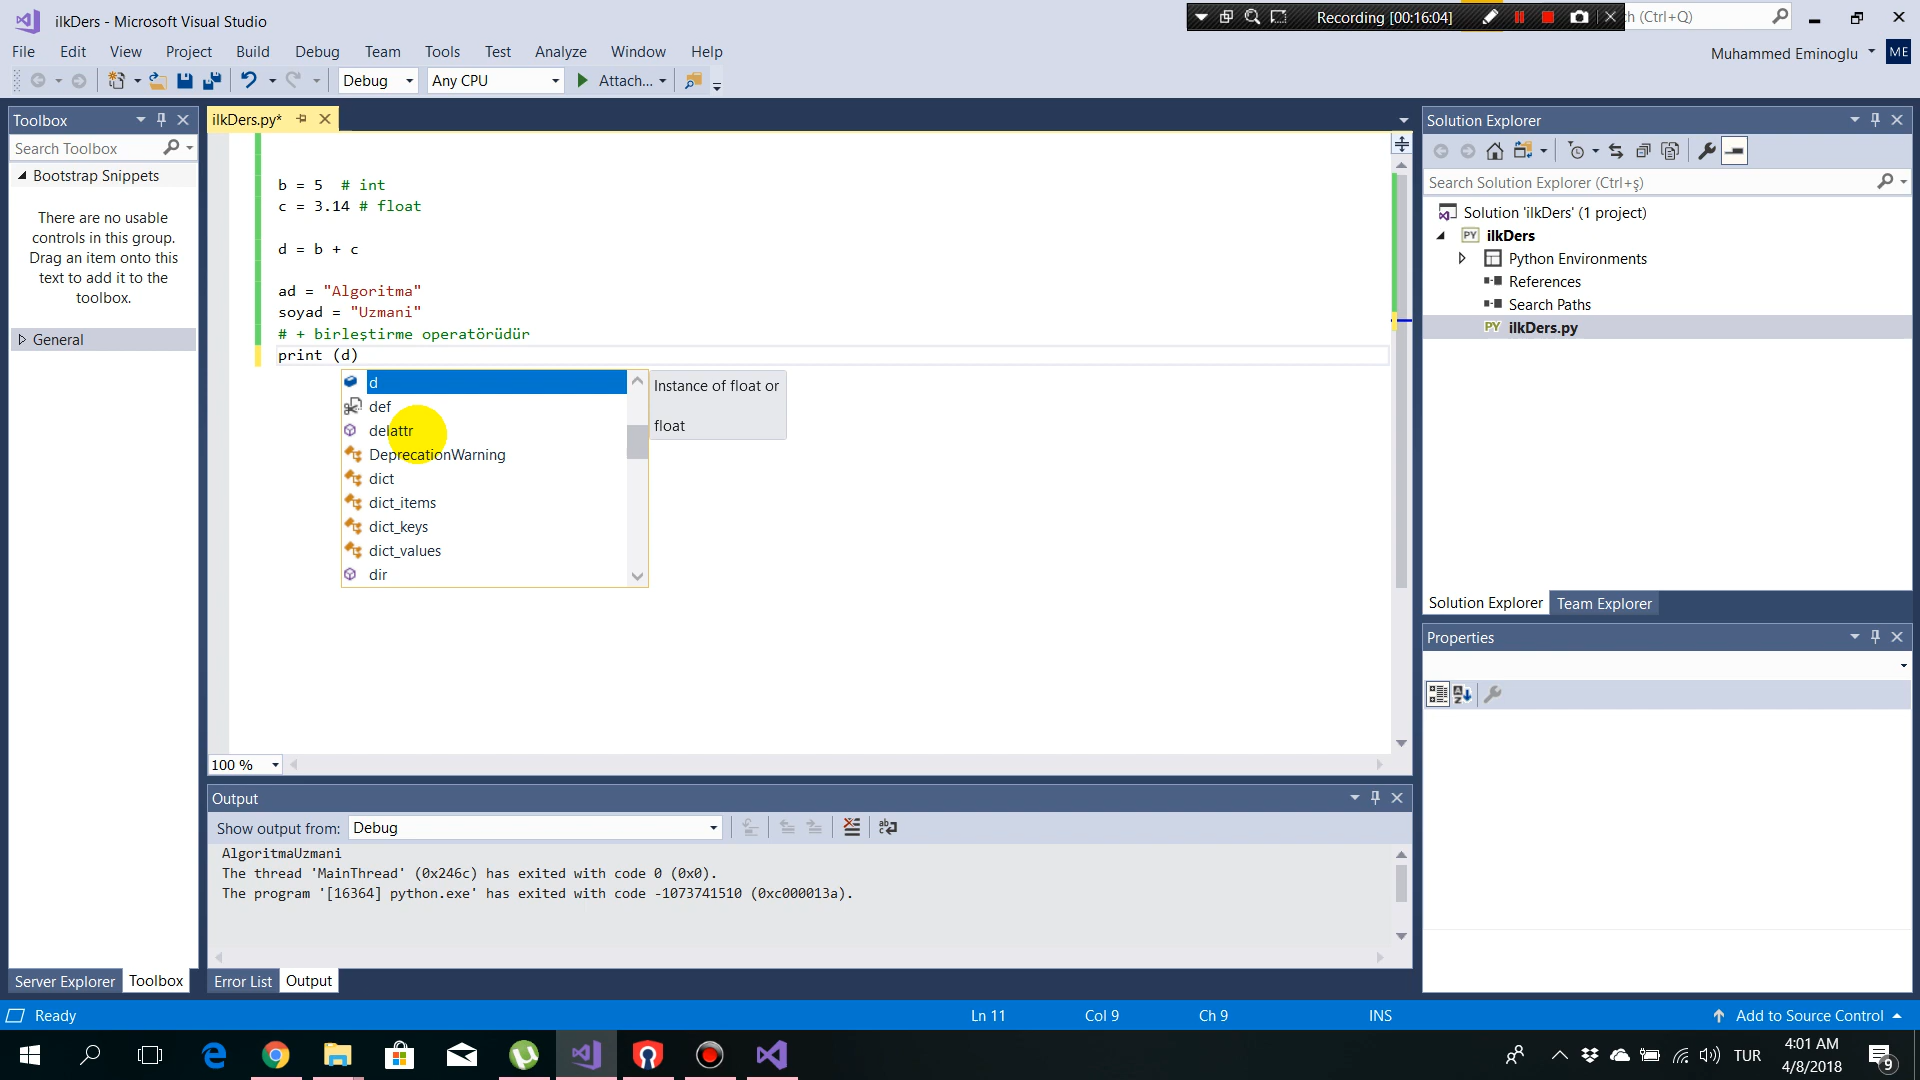 ilkDers - Microsoft Visual Studio
Recording [00:16:04]
ch (Ctrl+Q)
File Edit View Project Build Debug Team Tools Test Analyze Window Help
Muhammed Eminoglu ME
Debug Any CPU Attach...
Toolbox
Search Toolbox
Bootstrap Snippets
There are no usable
controls in this group.
Drag an item onto this
text to add it to the
toolbox.
General
ilkDers.py*
b = 5 # int
c = 3.14 # float
d = b + c
ad = "Algoritma"
soyad = "Uzmani"
# + birleştirme operatörüdür
print (d)
d
def
delattr
DeprecationWarning
dict
dict_items
dict_keys
dict_values
dir
Instance of float or
float
100 %
Solution Explorer
Search Solution Explorer (Ctrl+ş)
Solution 'ilkDers' (1 project)
PY ilkDers
Python Environments
References
Search Paths
PY ilkDers.py
Solution Explorer Team Explorer
Properties
Output
Show output from: Debug
AlgoritmaUzmani
The thread 'MainThread' (0x246c) has exited with code 0 (0x0).
The program '[16364] python.exe' has exited with code -1073741510 (0xc000013a).
Server Explorer Toolbox
Error List Output
Ready Ln 11 Col 9 Ch 9 INS Add to Source Control
TUR
4:01 AM
4/8/2018
9